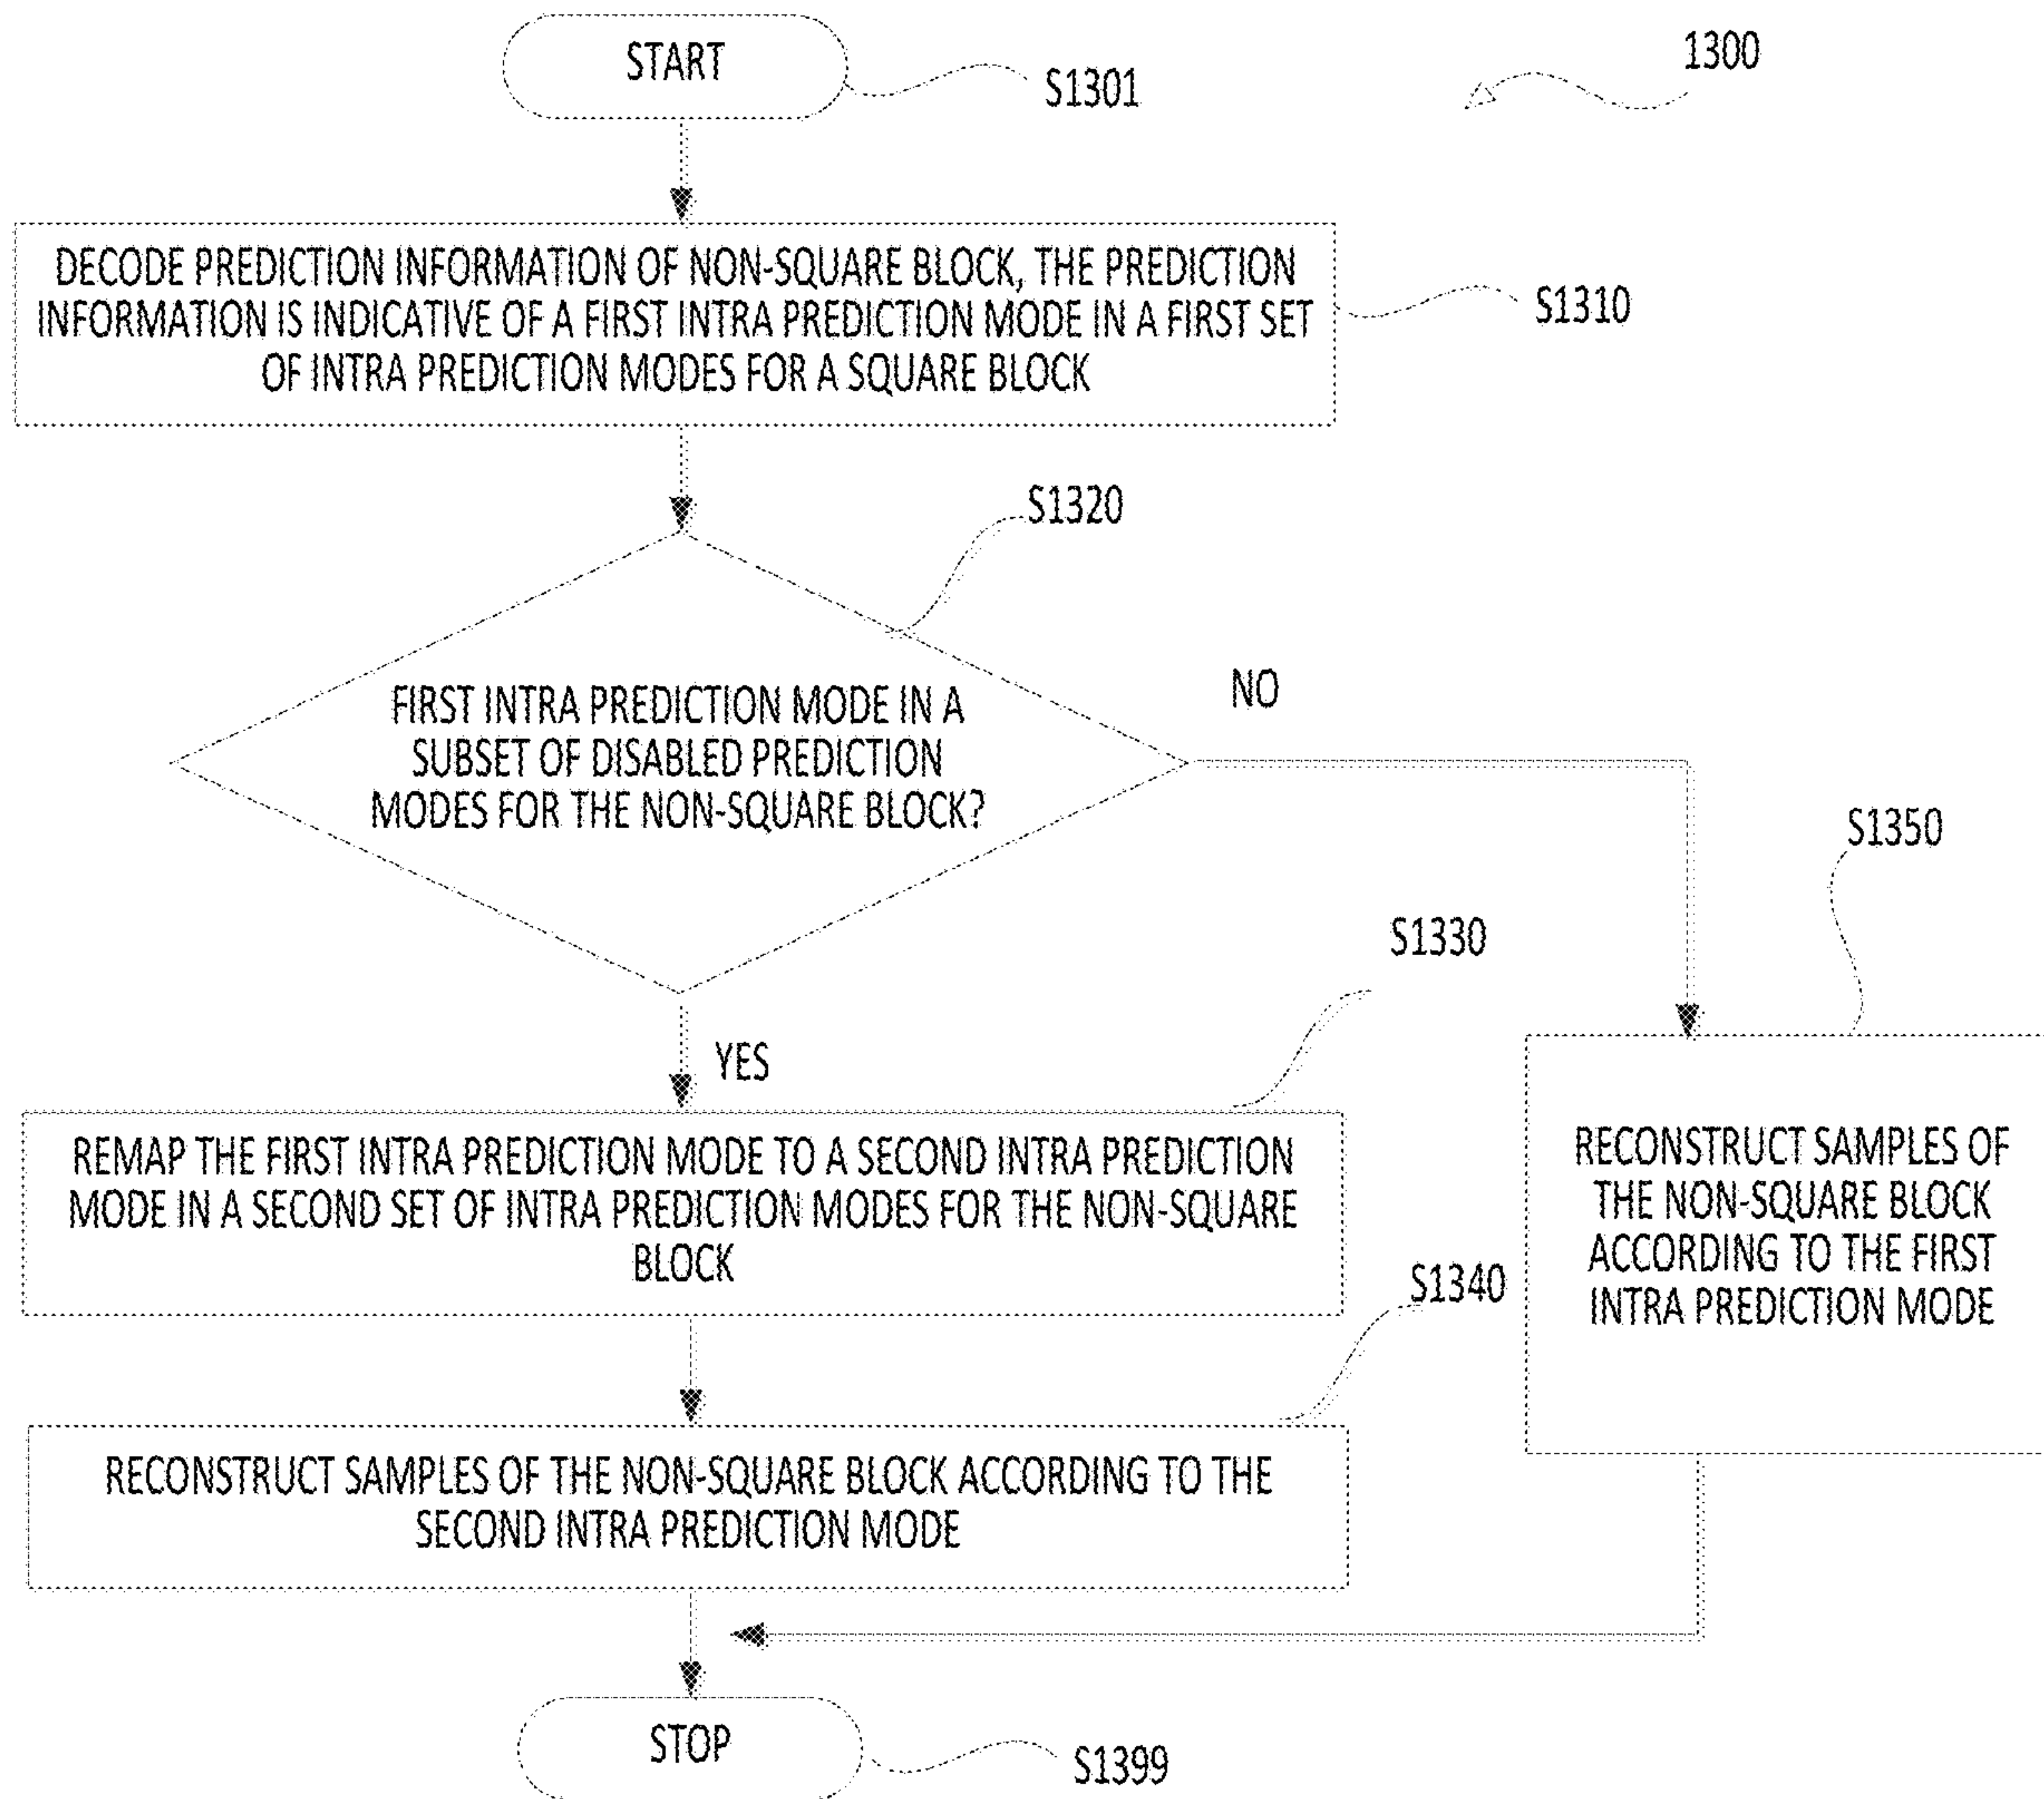 START
S1301
1300
DECODE PREDICTION INFORMATION OF NON-SQUARE BLOCK, THE PREDICTION
INFORMATION IS INDICATIVE OF A FIRST INTRA PREDICTION MODE IN A FIRST SET
OF INTRA PREDICTION MODES FOR A SQUARE BLOCK
S1310
S1320
FIRST INTRA PREDICTION MODE IN A
SUBSET OF DISABLED PREDICTION
MODES FOR THE NON-SQUARE BLOCK?
NO
YES
S1330
S1350
REMAP THE FIRST INTRA PREDICTION MODE TO A SECOND INTRA PREDICTION
MODE IN A SECOND SET OF INTRA PREDICTION MODES FOR THE NON-SQUARE
BLOCK
RECONSTRUCT SAMPLES OF
THE NON-SQUARE BLOCK
ACCORDING TO THE FIRST
INTRA PREDICTION MODE
S1340
RECONSTRUCT SAMPLES OF THE NON-SQUARE BLOCK ACCORDING TO THE
SECOND INTRA PREDICTION MODE
STOP
S1399